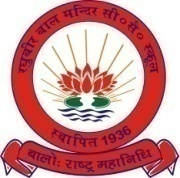 रघुबीर बाल मन्दिर सी०सै० स्कूल
स्थापित 1936
बालो: राष्ट्र महानिधि